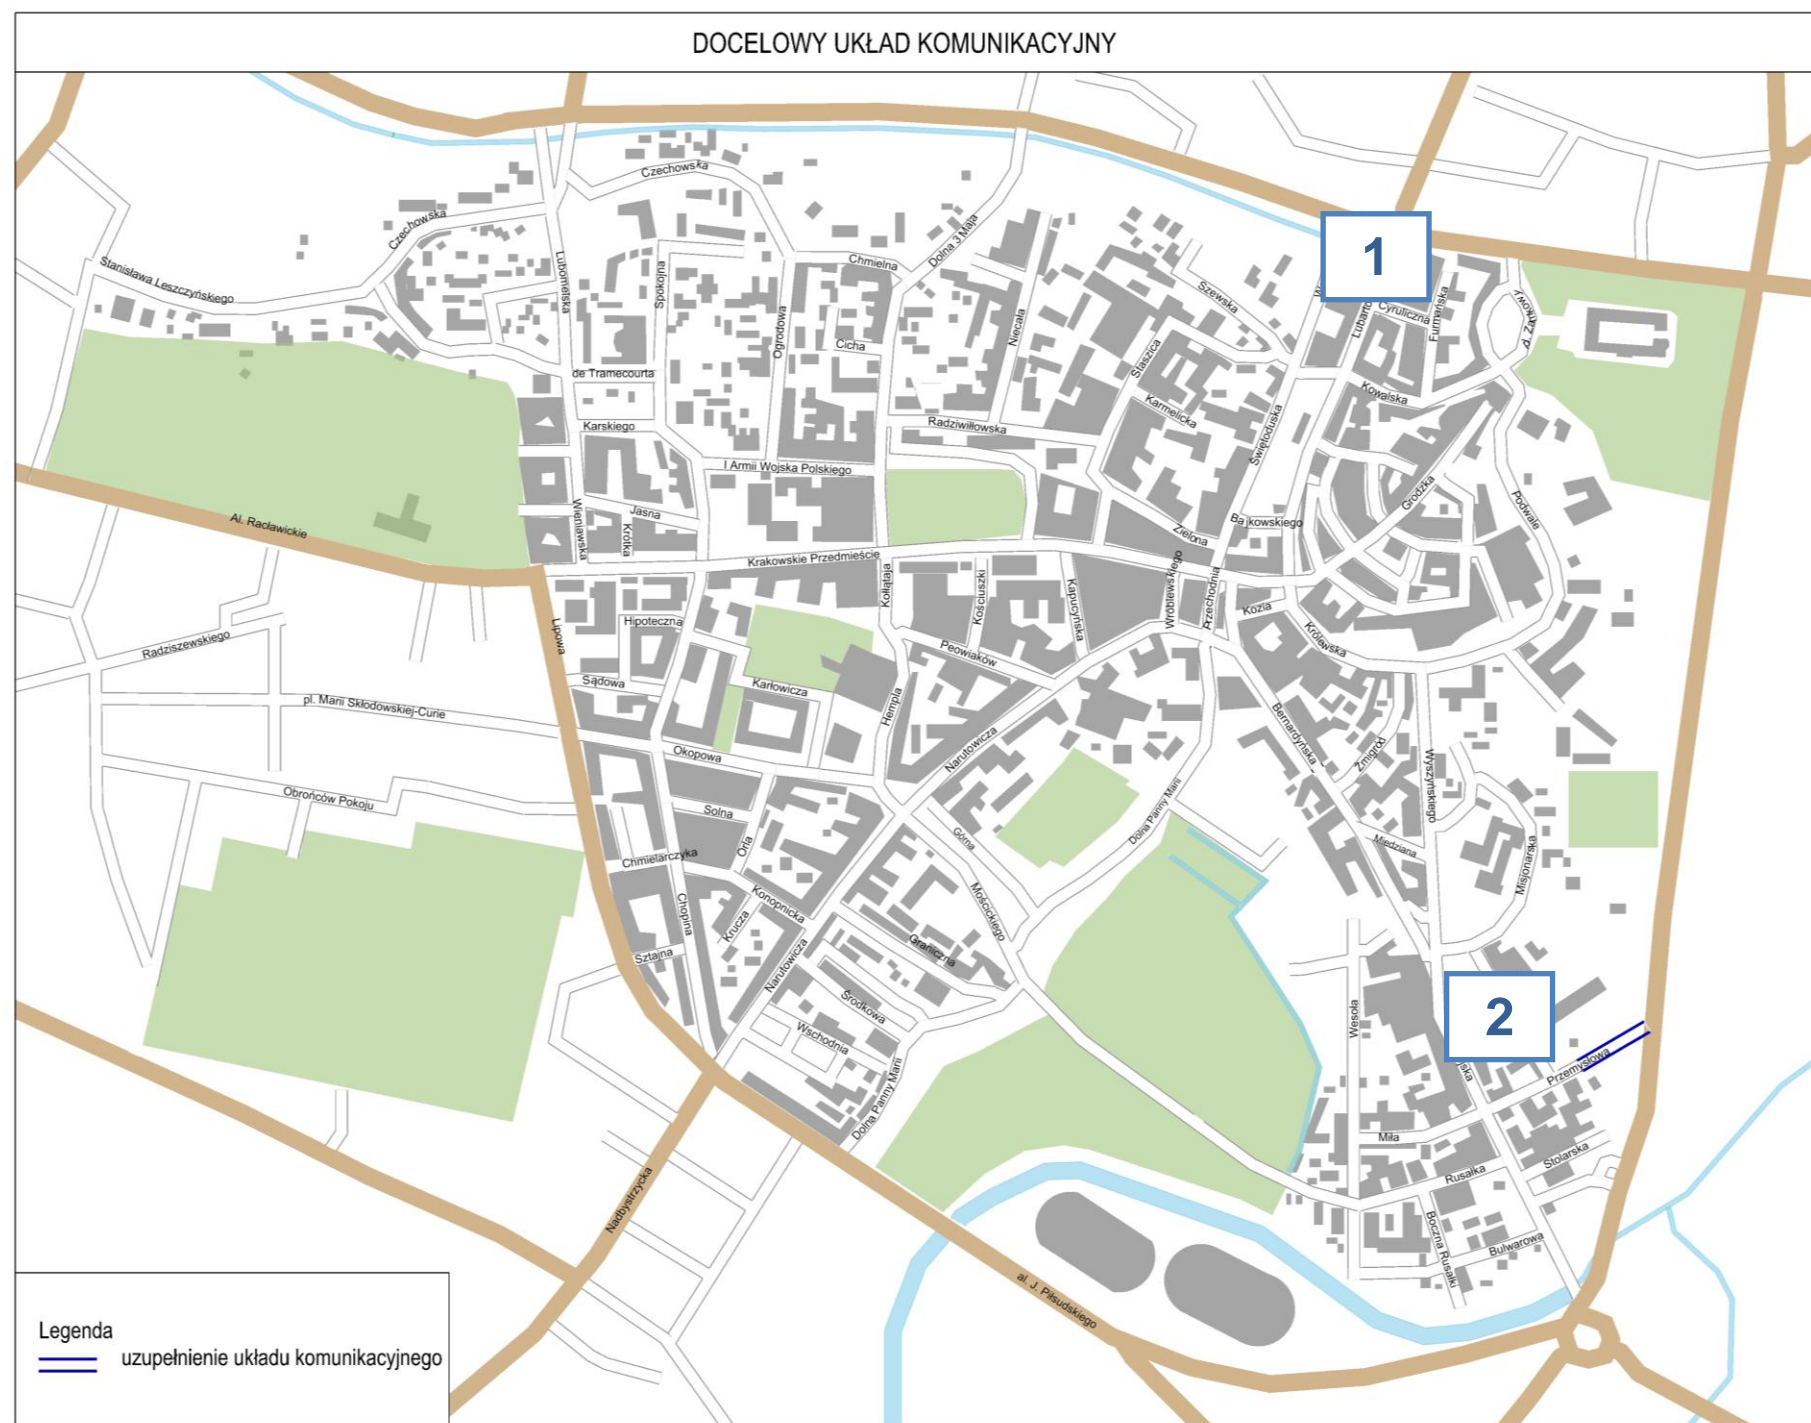 DOCELOWY UKŁAD KOMUNIKACYJNY
Czechowska
Czechowska
Stanisława Leszczyńskiego
Lubomelska
Spokojna
Ogrodowa
Chmielna
Dolna 3 Maja
Niecała
Szewska
1
Cyruliczna
Furmańska
pl. Zamkowy
Cicha
de Tramecourta
Staszica
Karmelicka
Kowalska
Świętoduska
Karskiego
Radziwiłłowska
I Armii Wojska Polskiego
Grodzka
Podwale
Wieniawska
Jasna
Krótka
Al. Racławickie
Zielona
Bajkowskiego
Krakowskie Przedmieście
Kołłątaja
Kościuszki
Kapucyńska
Wróblewskiego
Przechodnia
Kozia
Królewska
Lipowa
Hipoteczna
Radziszewskiego
Peowiaków
Sądowa
Karłowicza
Hempla
pl. Marii Skłodowskiej-Curie
Okopowa
Narutowicza
Bernardyńska
Żmigród
Wyszyńskiego
Obrońców Pokoju
Solna
Orla
Górna
Dolna Panny Marii
Miedziana
Misjonarska
Chmielarczyka
Chopina
Konopnicka
Krucza
Mościckiego
Graniczna
Sztajna
Narutowicza
Środkowa
Wschodnia
Wesoła
2
Przemysłowa
Dolna Panny Marii
Miła
Rusałka
Stolarska
Nadbystrzycka
Boczna Rusałki
Bulwarowa
al. J. Piłsudskiego
Legenda
uzupełnienie układu komunikacyjnego